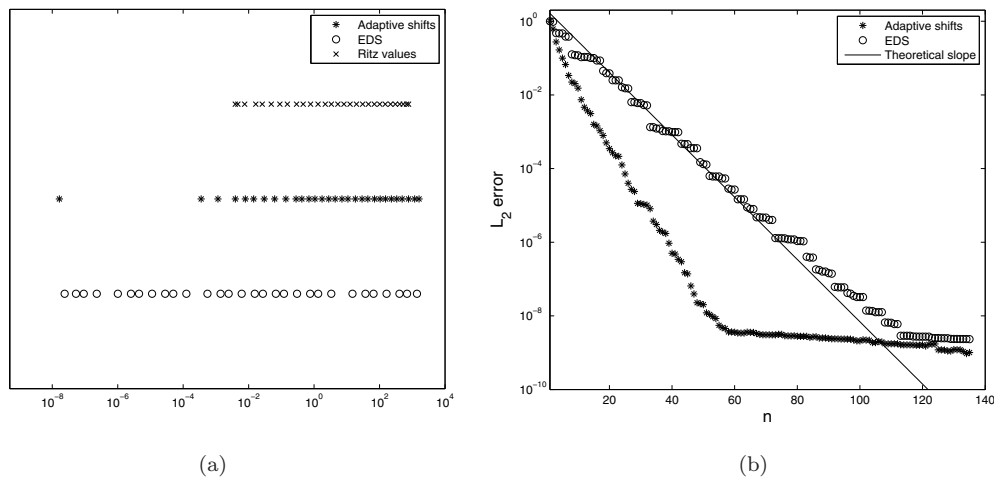 Adaptive shifts
EDS
Ritz values
10^-8
10^-6
10^-4
10^-2
10^0
10^2
10^4
(a)
Adaptive shifts
EDS
Theoretical slope
L_2 error
10^0
10^-2
10^-4
10^-6
10^-8
10^-10
20
40
60
80
100
120
140
n
(b)